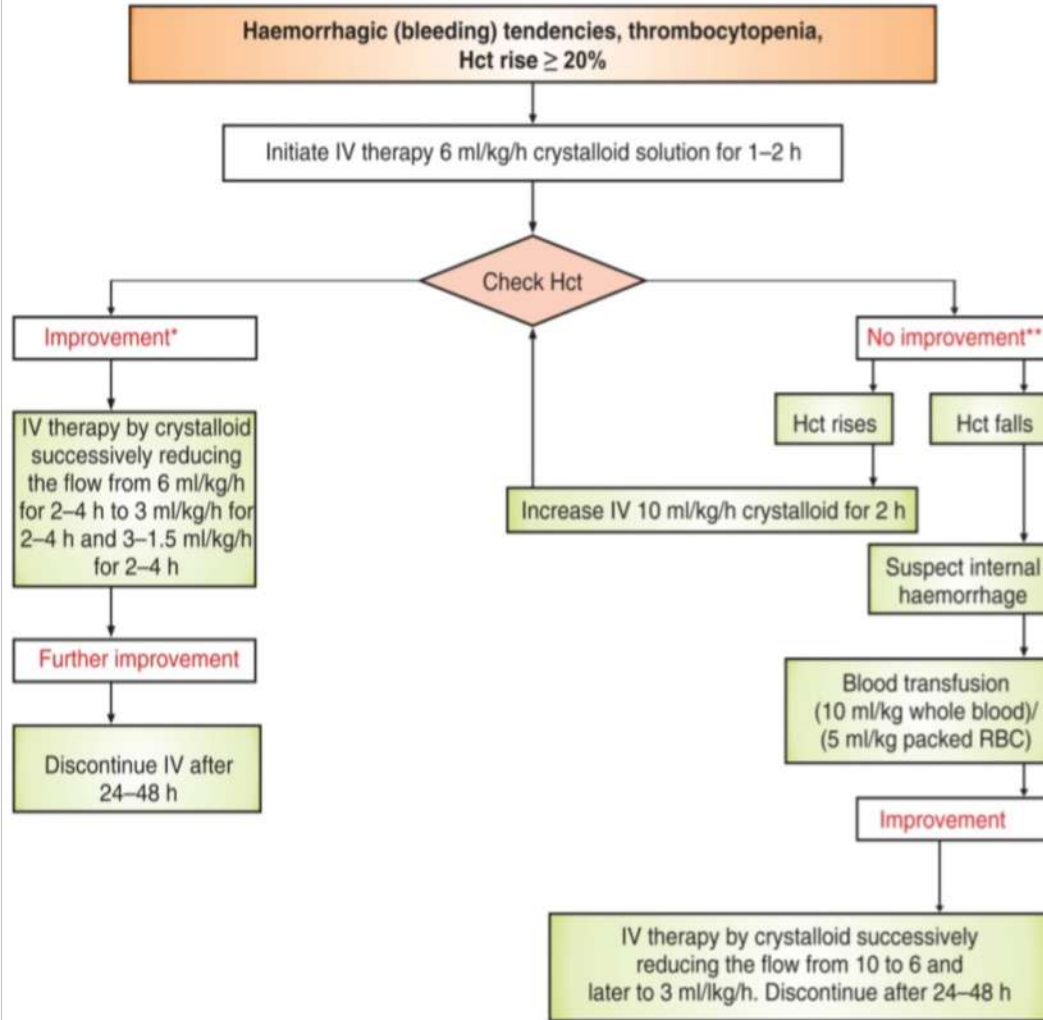 Haemorrhagic (bleeding) tendencies, thrombocytopenia,
Hct rise ≥ 20%
Initiate IV therapy 6 ml/kg/h crystalloid solution for 1–2 h
Check Hct
Improvement*
IV therapy by crystalloid
successively reducing
the flow from 6 ml/kg/h
for 2–4 h to 3 ml/kg/h for
2–4 h and 3–1.5 ml/kg/h
for 2–4 h
Further improvement
Discontinue IV after
24–48 h
No improvement**
Hct rises
Hct falls
Increase IV 10 ml/kg/h crystalloid for 2 h
Suspect internal
haemorrhage
Blood transfusion
(10 ml/kg whole blood)/
(5 ml/kg packed RBC)
Improvement
IV therapy by crystalloid successively
reducing the flow from 10 to 6 and
later to 3 ml/lkg/h. Discontinue after 24–48 h